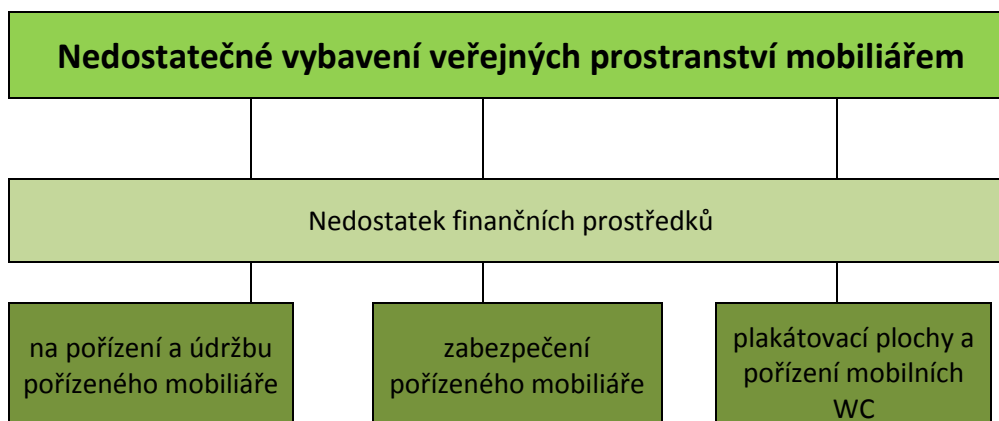 Nedostatečné vybavení veřejných prostranství mobiliářem
Nedostatek finančních prostředků
na pořízení a údržbu
pořízeného mobiliáře
zabezpečení
pořízeného mobiliáře
plakátovací plochy a
pořízení mobilních
WC